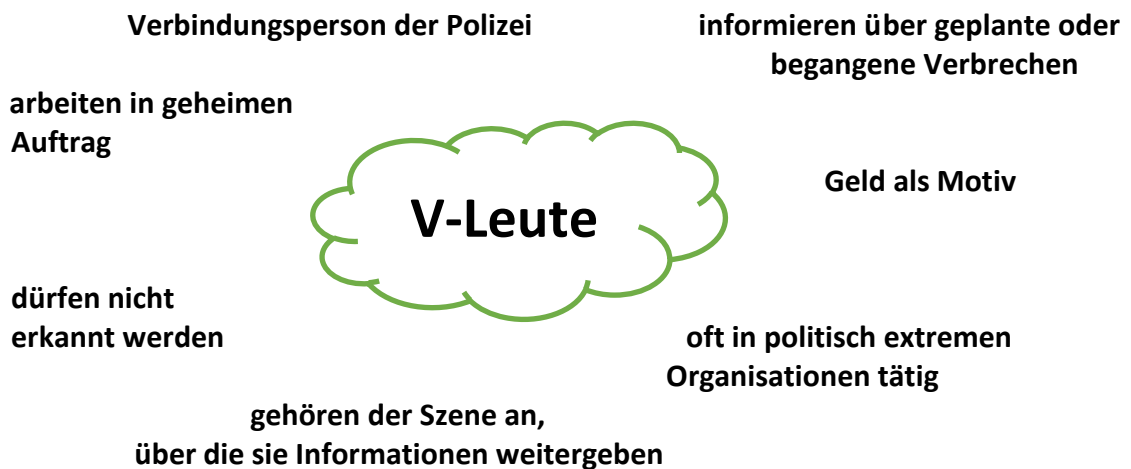 Verbindungsperson der Polizei
informieren über geplante oder
begangene Verbrechen
arbeiten in geheimen
Auftrag
Geld als Motiv
V-Leute
dürfen nicht
erkannt werden
oft in politisch extremen
Organisationen tätig
gehören der Szene an,
über die sie Informationen weitergeben